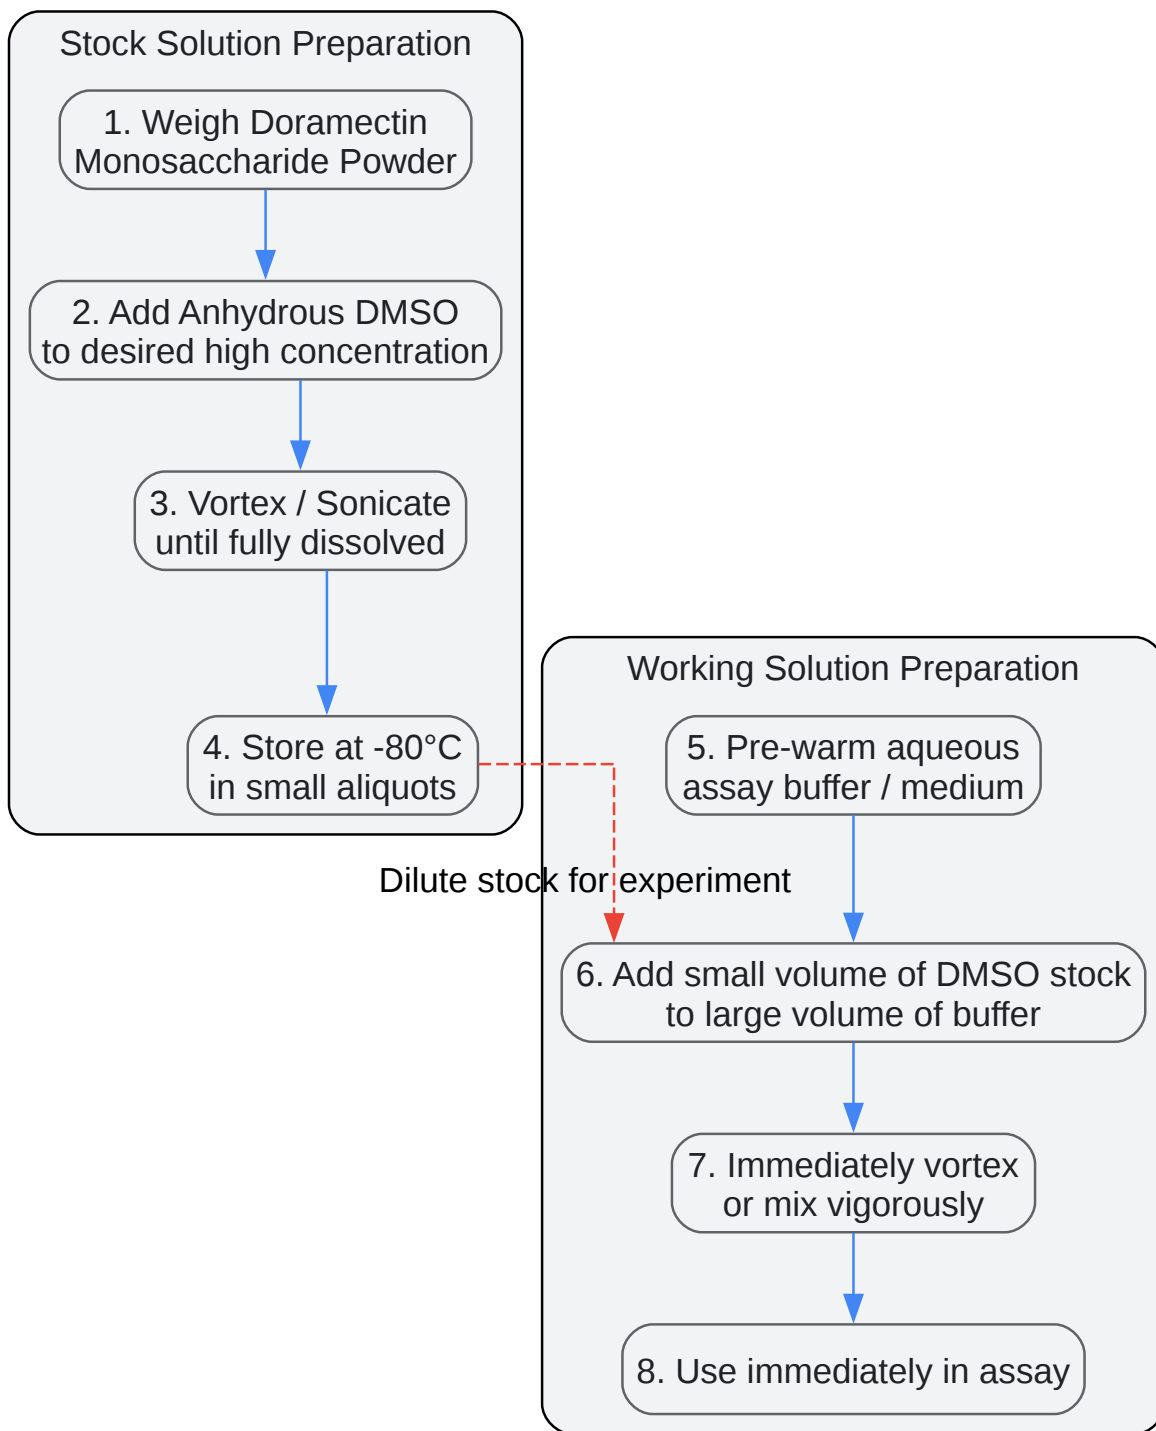 Stock Solution Preparation
1. Weigh Doramectin
Monosaccharide Powder
2. Add Anhydrous DMSO
to desired high concentration
3. Vortex / Sonicate
until fully dissolved
4. Store at -80°C
in small aliquots
Dilute stock for experiment
Working Solution Preparation
5. Pre-warm aqueous
assay buffer / medium
6. Add small volume of DMSO stock
to large volume of buffer
7. Immediately vortex
or mix vigorously
8. Use immediately in assay